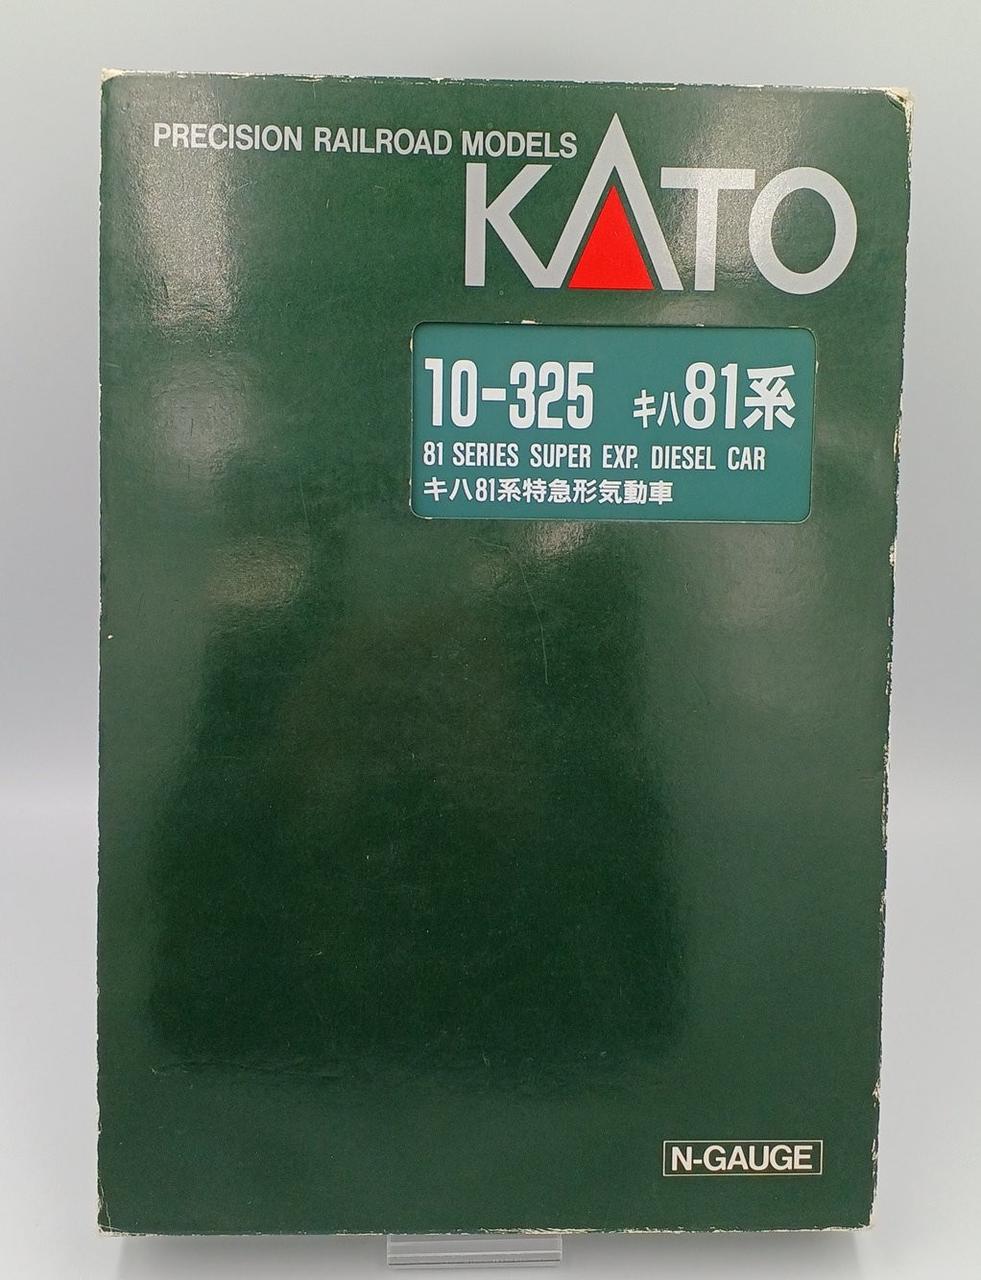 PRECISION RAILROAD MODELS
KATO
10-325 キハ81系
81 SERIES SUPER EXP. DIESEL CAR
キハ81系特急形気動車
N-GAUGE